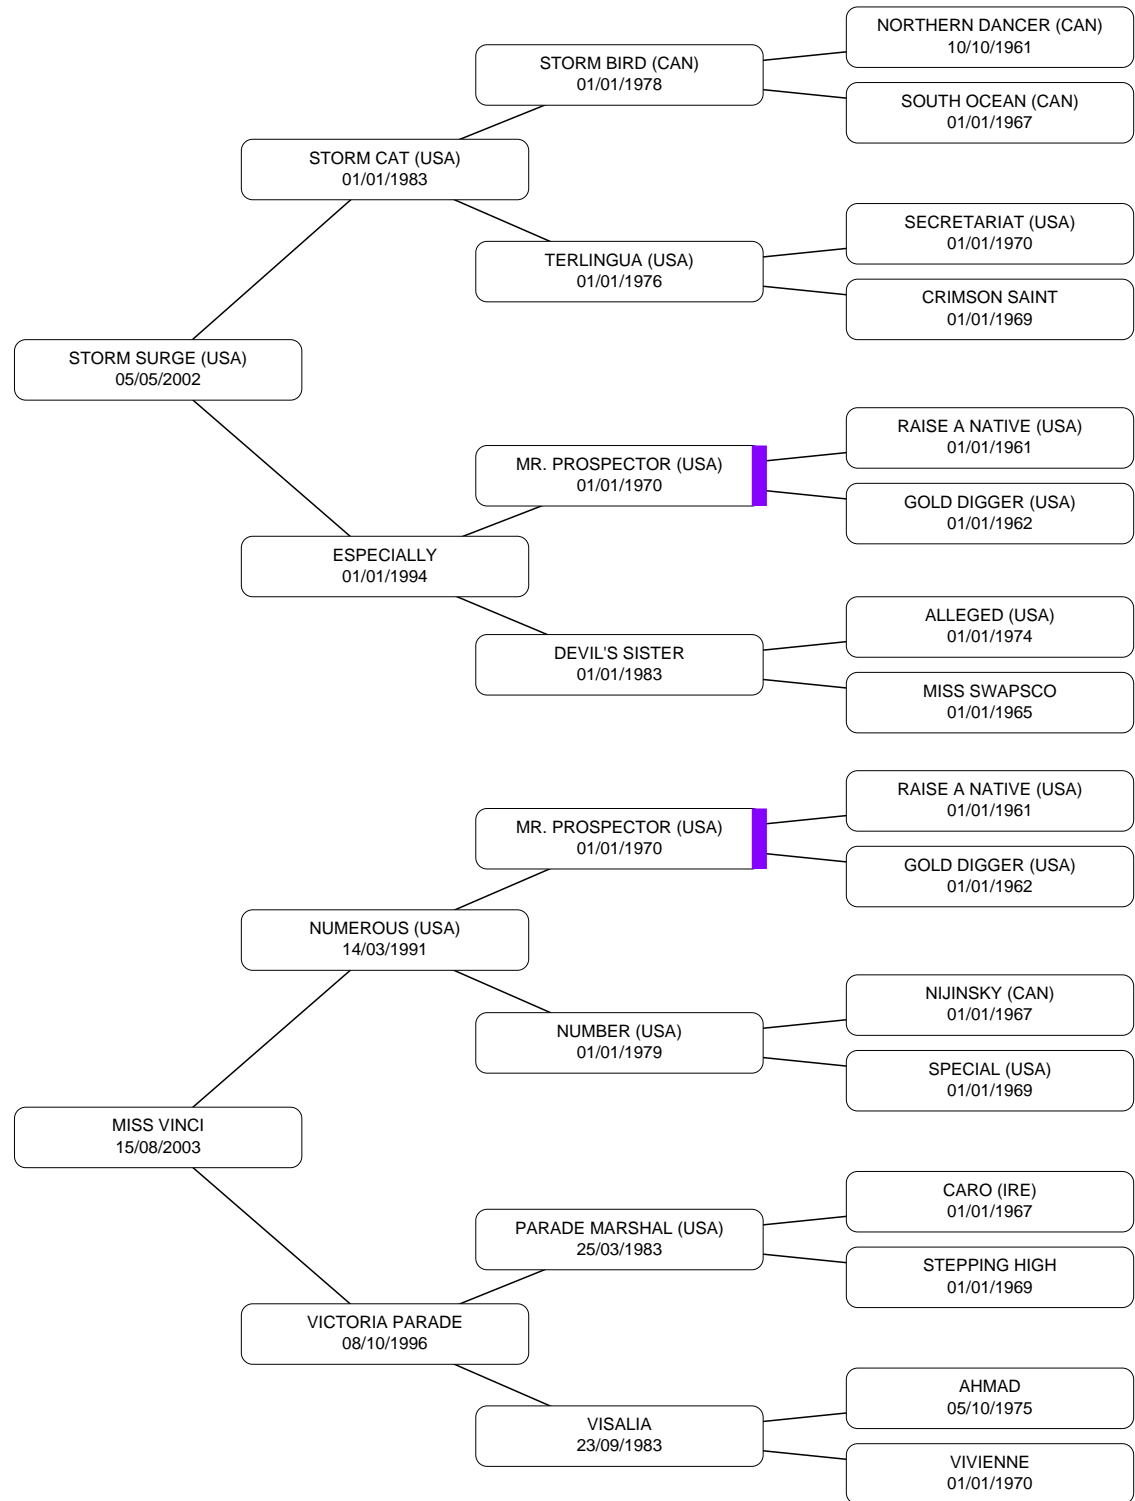 NORTHERN DANCER (CAN)
10/10/1961
STORM BIRD (CAN)
01/01/1978
SOUTH OCEAN (CAN)
01/01/1967
STORM CAT (USA)
01/01/1983
SECRETARIAT (USA)
01/01/1970
TERLINGUA (USA)
01/01/1976
CRIMSON SAINT
01/01/1969
STORM SURGE (USA)
05/05/2002
RAISE A NATIVE (USA)
01/01/1961
MR. PROSPECTOR (USA)
01/01/1970
GOLD DIGGER (USA)
01/01/1962
ESPECIALLY
01/01/1994
ALLEGED (USA)
01/01/1974
DEVIL'S SISTER
01/01/1983
MISS SWAPSCO
01/01/1965
RAISE A NATIVE (USA)
01/01/1961
MR. PROSPECTOR (USA)
01/01/1970
GOLD DIGGER (USA)
01/01/1962
NUMEROUS (USA)
14/03/1991
NIJINSKY (CAN)
01/01/1967
NUMBER (USA)
01/01/1979
SPECIAL (USA)
01/01/1969
MISS VINCI
15/08/2003
CARO (IRE)
01/01/1967
PARADE MARSHAL (USA)
25/03/1983
STEPPING HIGH
01/01/1969
VICTORIA PARADE
08/10/1996
AHMAD
05/10/1975
VISALIA
23/09/1983
VIVIENNE
01/01/1970